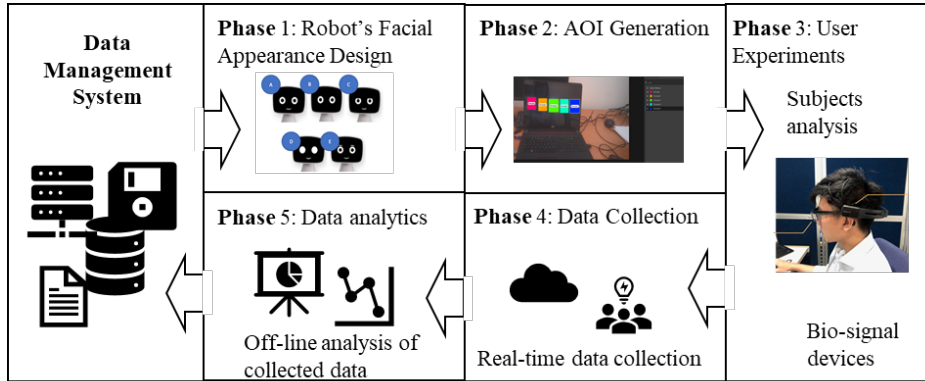 Data
Management
System
Phase 1: Robot's Facial
Appearance Design
A
B
C
D
E
Phase 2: AOI Generation
Phase 3: User
Experiments
Subjects
analysis
Bio-signal
devices
Phase 4: Data Collection
Real-time data collection
Phase 5: Data analytics
Off-line analysis of
collected data